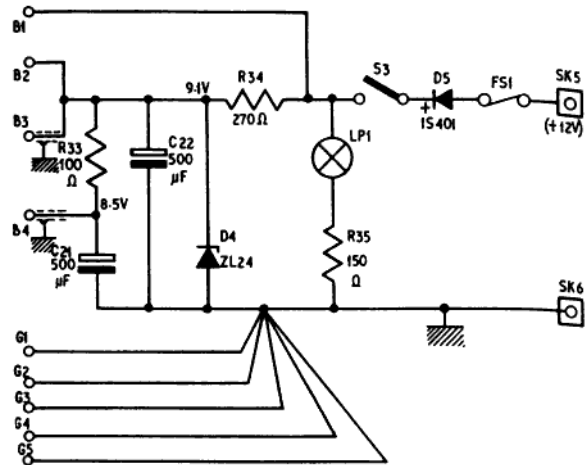 B1
B2
B3
B4
9·1V
R34
270Ω
S3
D5
+
1S401
FS1
SK5
(+12V)
R33
100
Ω
C22
500
μF
LP1
8.5V
C21
500
μF
D4
ZL24
R35
150
Ω
SK6
G1
G2
G3
G4
G5